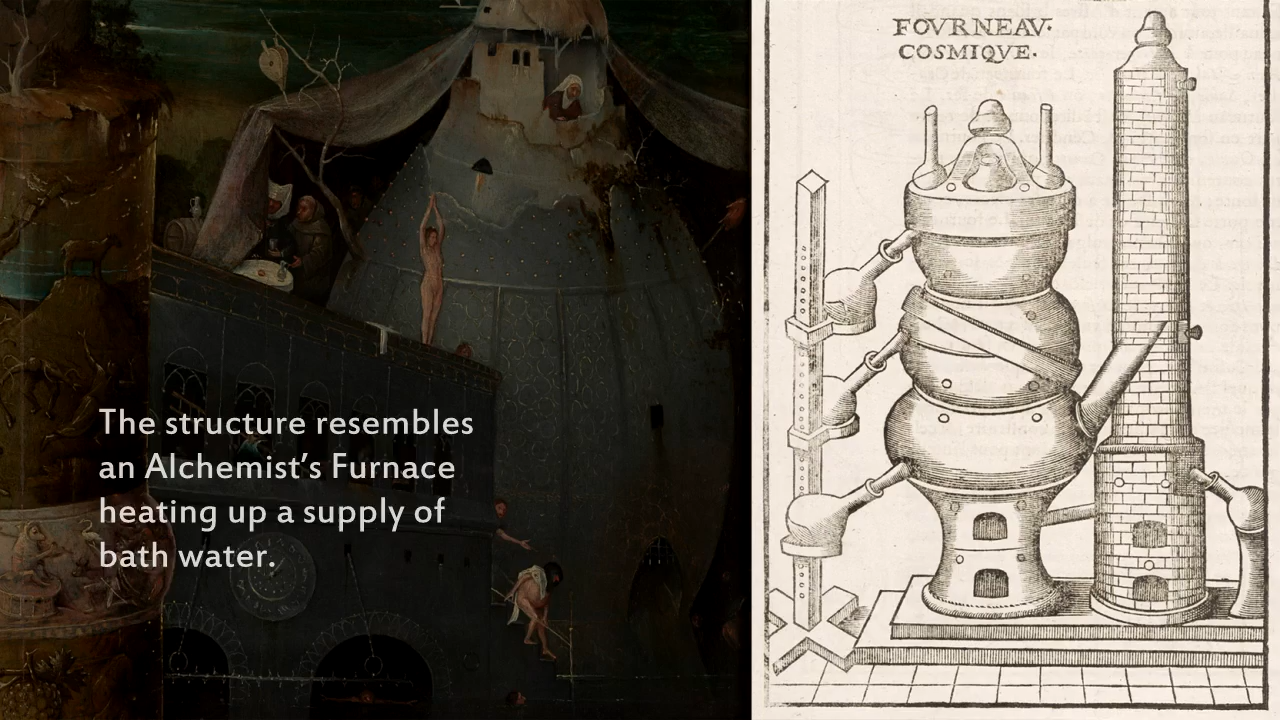 FOVRNEAV·
COSMIQVE·
The structure resembles
an Alchemist’s Furnace
heating up a supply of
bath water.